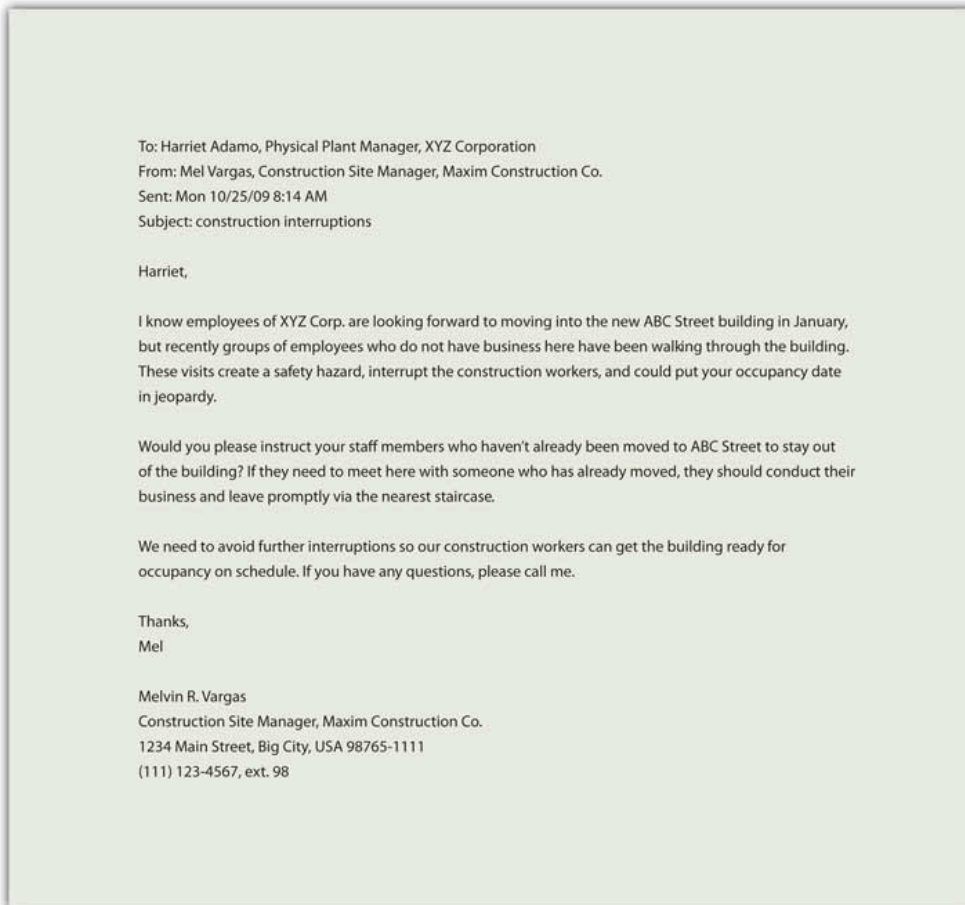 To: Harriet Adamo, Physical Plant Manager, XYZ Corporation
From: Mel Vargas, Construction Site Manager, Maxim Construction Co.
Sent: Mon 10/25/09 8:14 AM
Subject: construction interruptions
Harriet,
I know employees of XYZ Corp. are looking forward to moving into the new ABC Street building in January,
but recently groups of employees who do not have business here have been walking through the building.
These visits create a safety hazard, interrupt the construction workers, and could put your occupancy date
in jeopardy.
Would you please instruct your staff members who haven't already been moved to ABC Street to stay out
of the building? If they need to meet here with someone who has already moved, they should conduct their
business and leave promptly via the nearest staircase.
We need to avoid further interruptions so our construction workers can get the building ready for
occupancy on schedule. If you have any questions, please call me.
Thanks,
Mel
Melvin R. Vargas
Construction Site Manager, Maxim Construction Co.
1234 Main Street, Big City, USA 98765-1111
(111) 123-4567, ext. 98